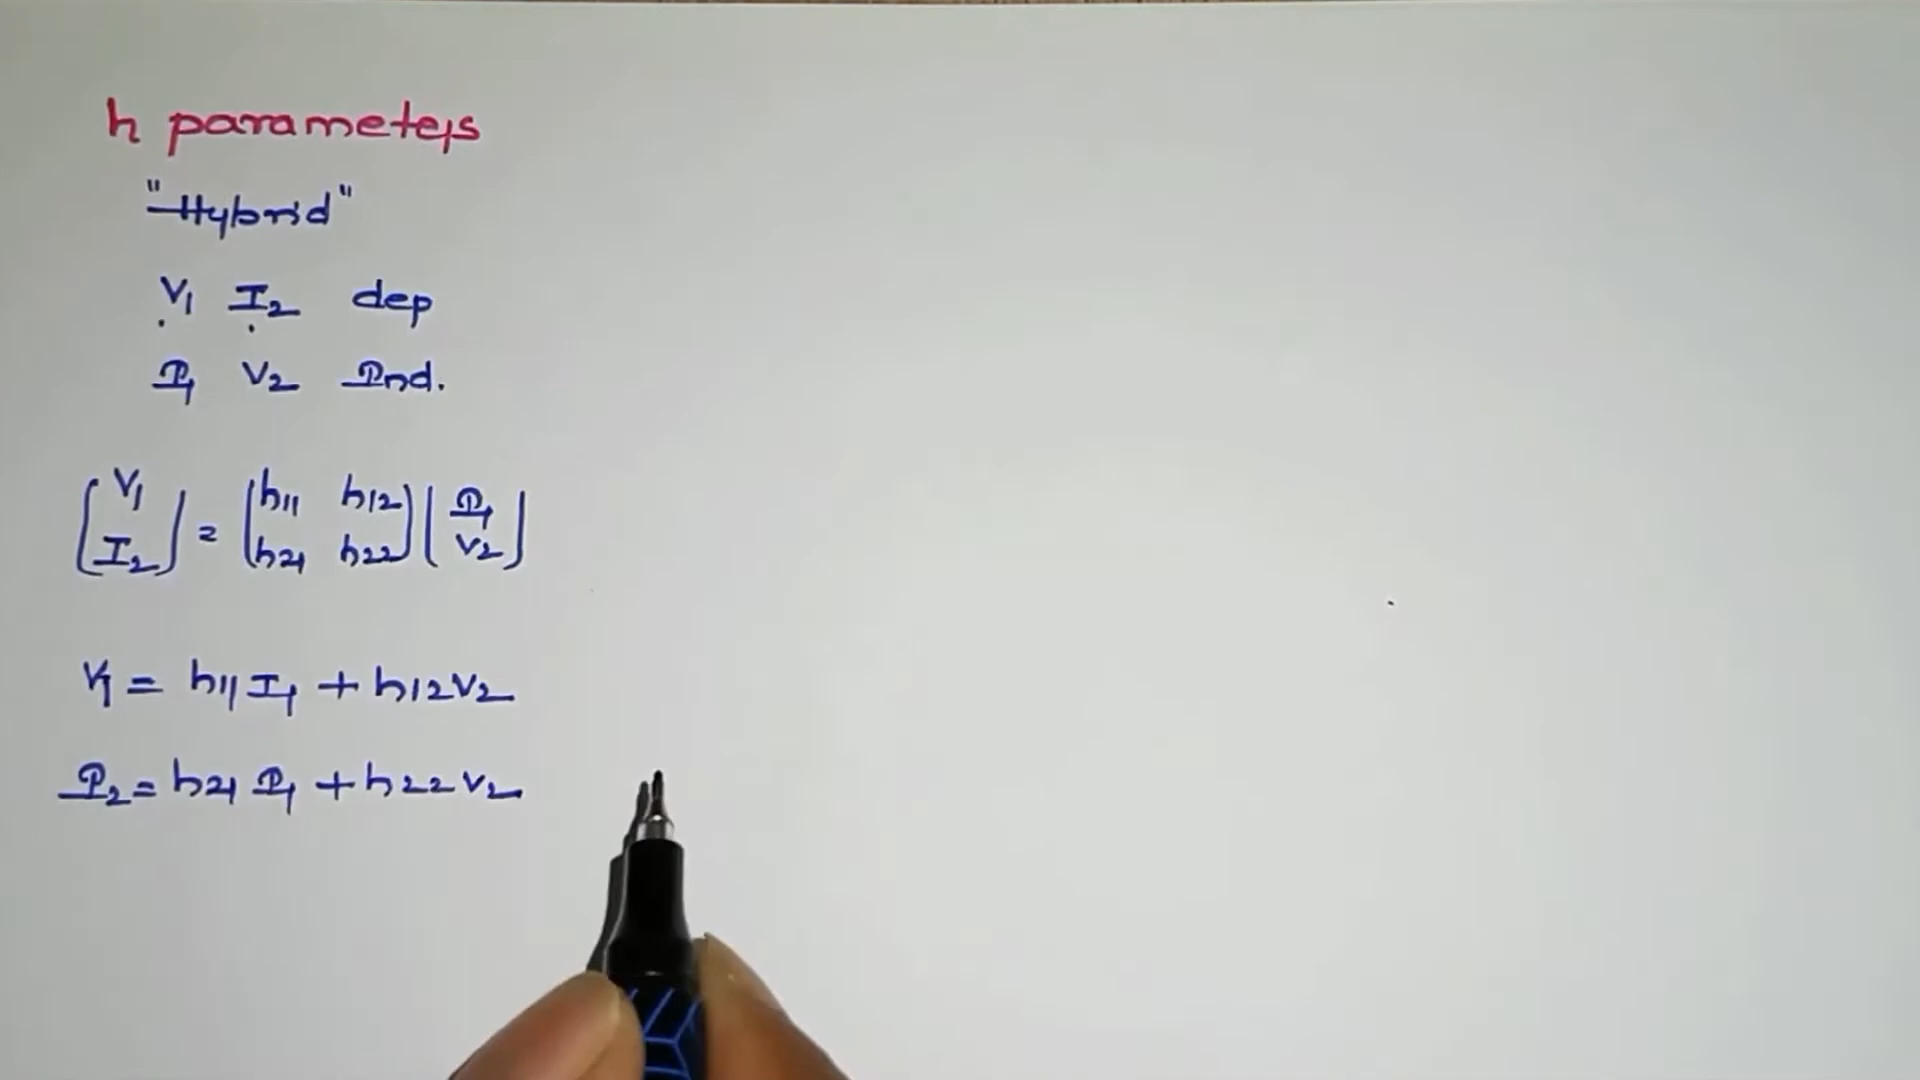 h parameters
"Hybrid"
V1 I2 dep
I1 V2 Ind.
[V1 I2] = [h11 h12 h21 h22] [I1 V2]
V1 = h11 I1 + h12 V2
I2 = h21 I1 + h22 V2